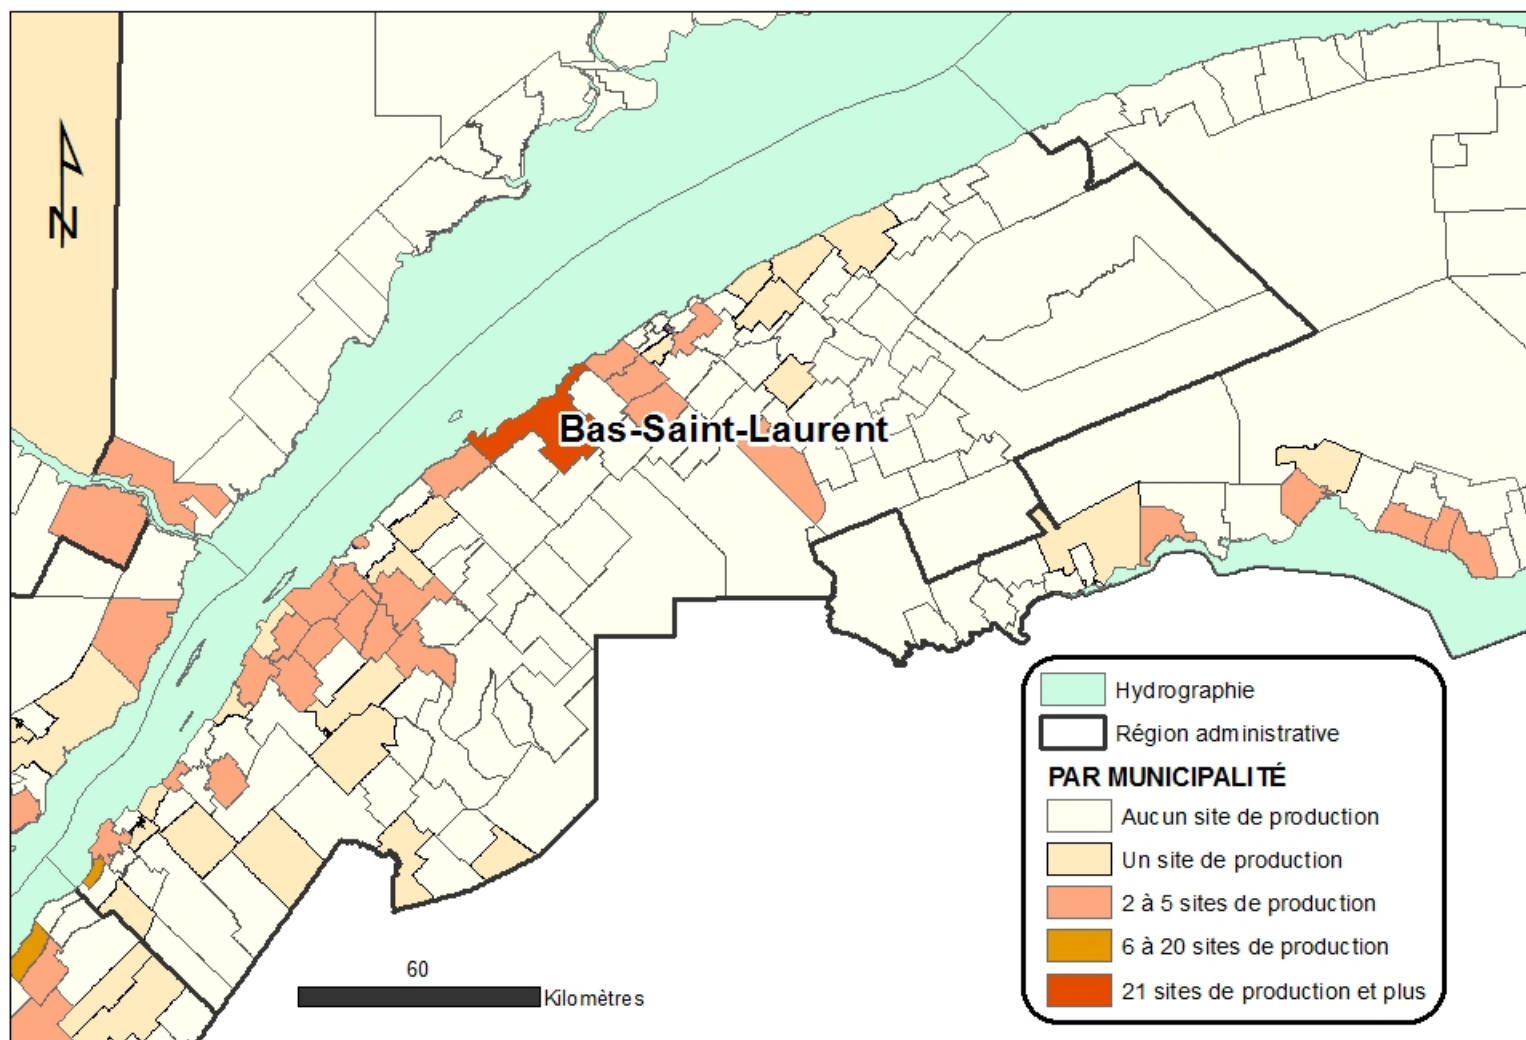 N
Bas-Saint-Laurent
Hydrographie
Région administrative
PAR MUNICIPALITÉ
Aucun site de production
Un site de production
2 à 5 sites de production
6 à 20 sites de production
21 sites de production et plus
60
Kilomètres